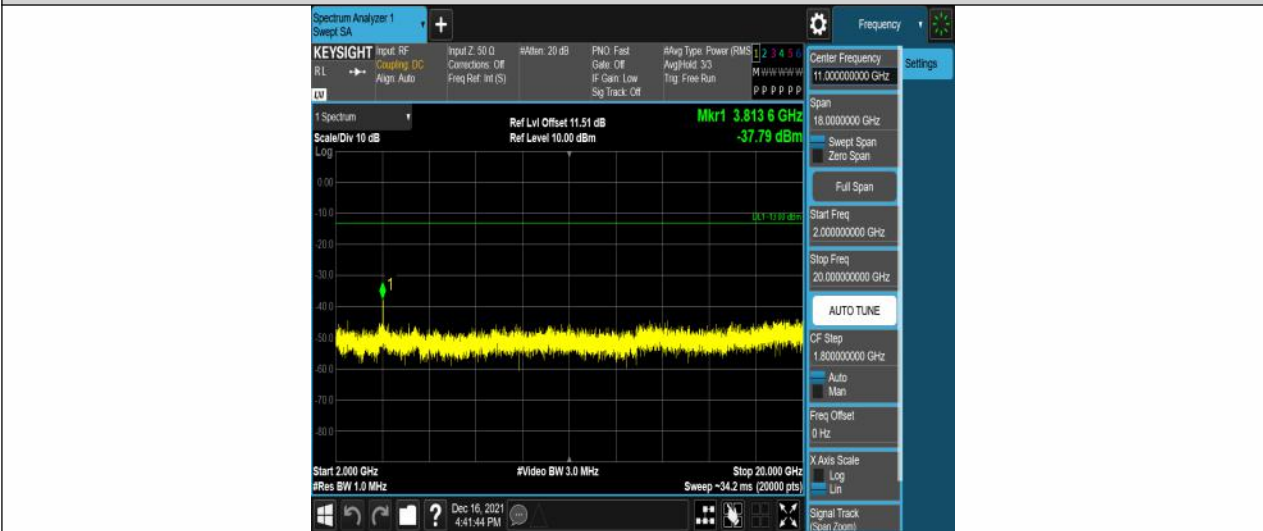 Spectrum Analyzer 1
Swept SA
+
Frequency
KEYSIGHT
RL
LV
Input: RF
Coupling: DC
Align: Auto
Input Z: 50 Ω
Corrections: Off
Freq Ref: Int (S)
#Atten: 20 dB
PNO: Fast
Gate: Off
IF Gain: Low
Sig Track: Off
#Avg Type: Power (RMS
Avg|Hold: 3/3
Trig: Free Run
1 2 3 4 5 6
M W W W W W
P P P P P P
1 Spectrum
Scale/Div 10 dB
Log
Ref Lvl Offset 11.51 dB
Ref Level 10.00 dBm
Mkr1 3.813 6 GHz
-37.79 dBm
0.00
-10.0
-20.0
-30.0
-40.0
-50.0
-60.0
-70.0
-80.0
DL1 -13.00 dBm
1
Start 2.000 GHz
#Res BW 1.0 MHz
#Video BW 3.0 MHz
Stop 20.000 GHz
Sweep ~34.2 ms (20000 pts)
?
Dec 16, 2021
4:41:44 PM
Center Frequency
11.000000000 GHz
Span
18.0000000 GHz
Swept Span
Zero Span
Full Span
Start Freq
2.000000000 GHz
Stop Freq
20.000000000 GHz
AUTO TUNE
CF Step
1.800000000 GHz
Auto
Man
Freq Offset
0 Hz
X Axis Scale
Log
Lin
Signal Track
(Span Zoom)
Settings